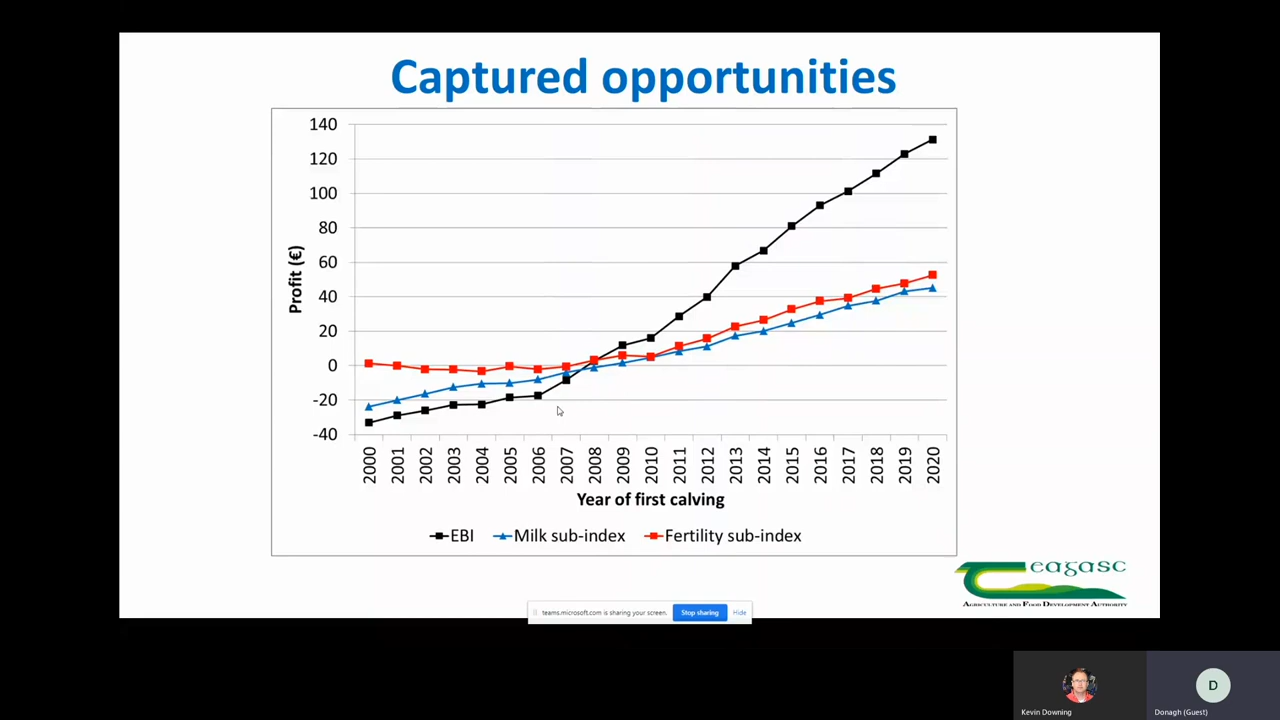 Captured opportunities
140
120
100
80
60
40
20
0
-20
-40
Profit (€)
2000 2001 2002 2003 2004 2005 2006 2007 2008 2009 2010 2011 2012 2013 2014 2015 2016 2017 2018 2019 2020
Year of first calving
EBI Milk sub-index Fertility sub-index
eagasc
AGRICULTURE AND FOOD DEVELOPMENT AUTHORITY
teams.microsoft.com is sharing your screen. Stop sharing Hide
D
Kevin Downing Donagh (Guest)